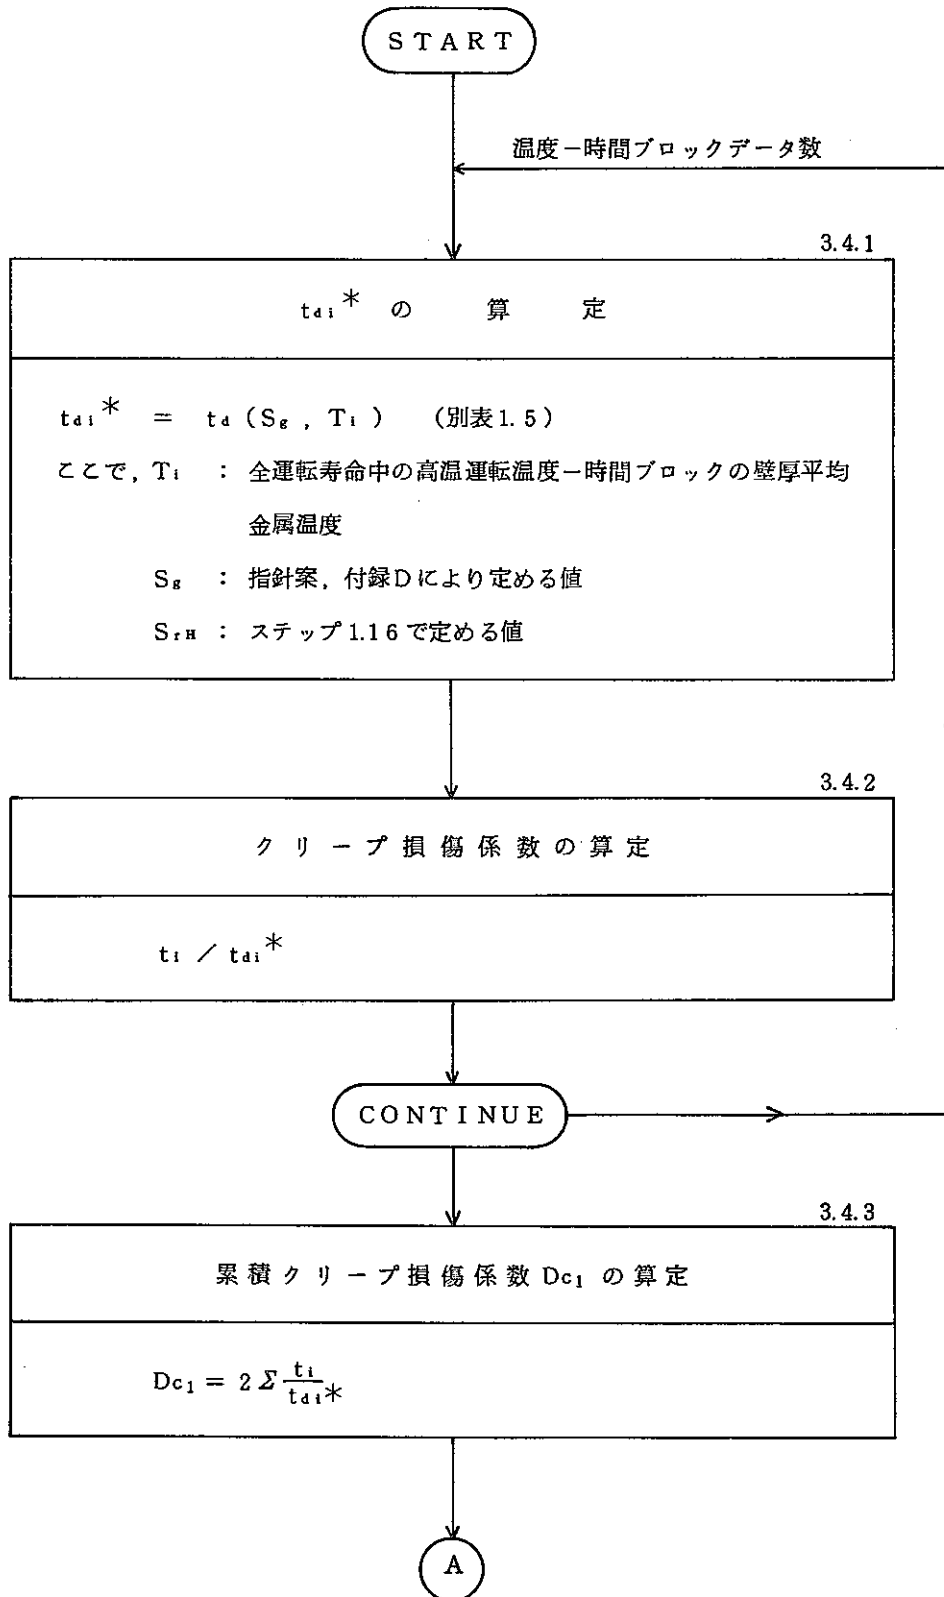 START
温度-時間ブロックデータ数
3.4.1
tdi* の 算 定
tdi* = td (Sg , Ti ) (別表1.5)
ここで, Ti : 全運転寿命中の高温運転温度-時間ブロックの壁厚平均
金属温度
Sg : 指針案, 付録Dにより定める値
SrH : ステップ1.16で定める値
3.4.2
クリープ損傷係数の算定
ti / tdi*
CONTINUE
3.4.3
累積クリープ損傷係数Dc1 の算定
Dc1 = 2 Σ ti / tdi*
A